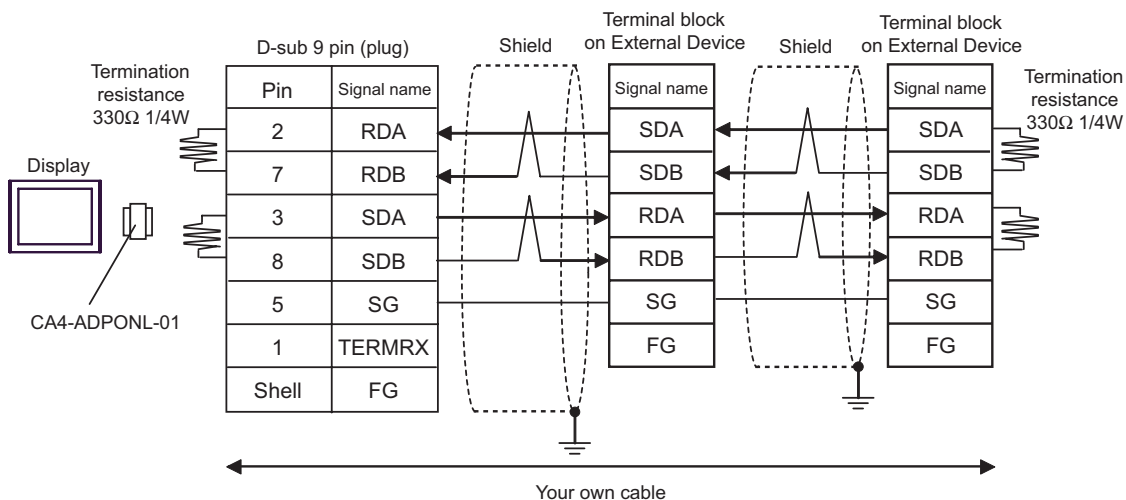 Terminal block
on External Device
Terminal block
on External Device
D-sub 9 pin (plug)
Shield
Shield
Termination
resistance
330Ω 1/4W
Termination
resistance
330Ω 1/4W
Display
CA4-ADPONL-01
Pin Signal name
2 RDA
7 RDB
3 SDA
8 SDB
5 SG
1 TERMRX
Shell FG
Signal name
SDA
SDB
RDA
RDB
SG
FG
Signal name
SDA
SDB
RDA
RDB
SG
FG
Your own cable